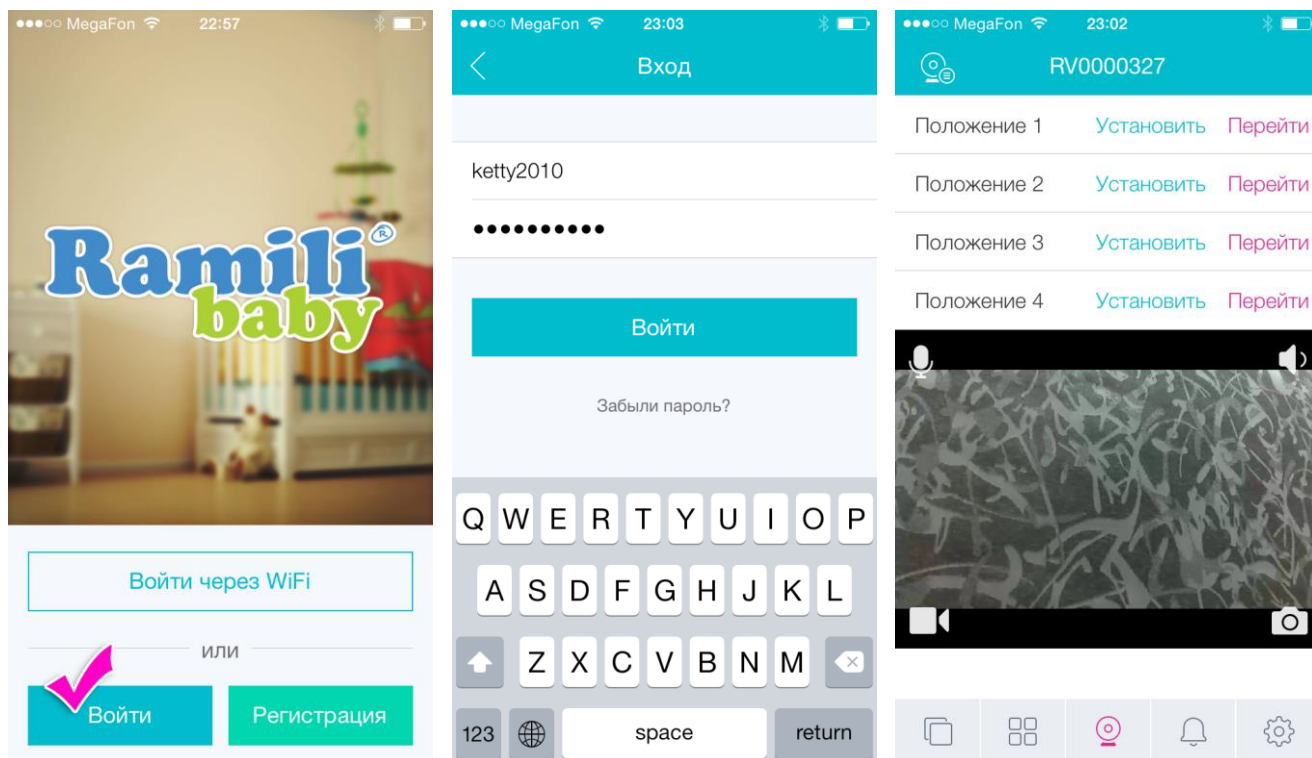 MegaFon 22:57
Ramili
baby
®
Войти через WiFi
или
Войти Регистрация
MegaFon 23:03
Вход
ketty2010
••••••••••
Войти
Забыли пароль?
Q W E R T Y U I O P
A S D F G H J K L
Z X C V B N M
123 space return
MegaFon 23:02
RV0000327
Положение 1 Установить Перейти
Положение 2 Установить Перейти
Положение 3 Установить Перейти
Положение 4 Установить Перейти